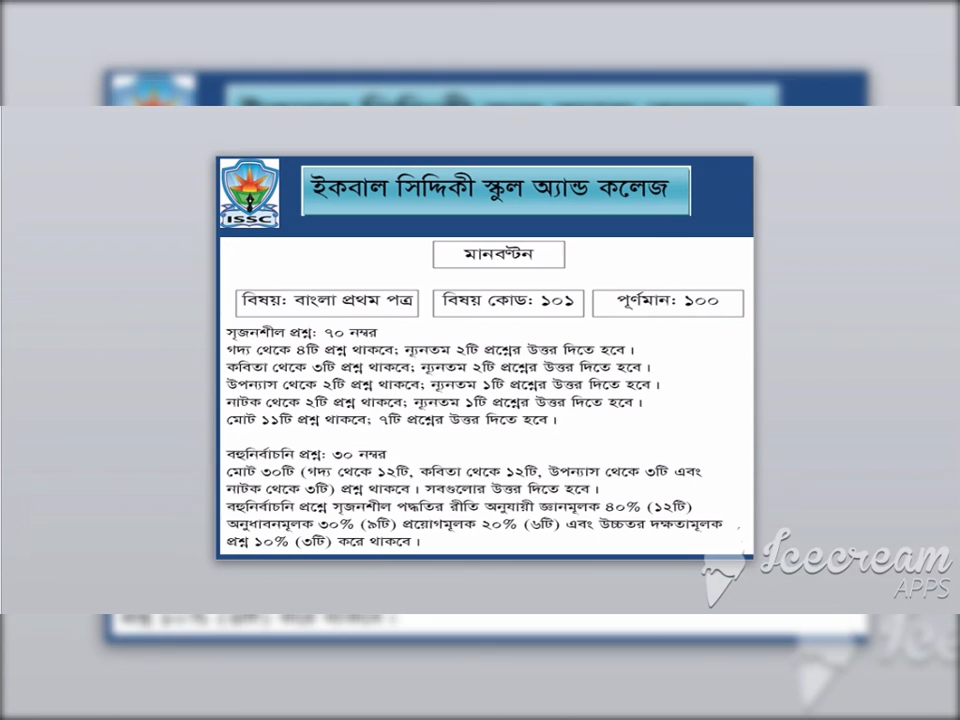 ইকবাল সিদ্দিকী স্কুল অ্যান্ড কলেজ
ISSC
মানবণ্টন
বিষয়: বাংলা প্রথম পত্র
বিষয় কোড: ১০১
পূর্ণমান: ১০০
সৃজনশীল প্রশ্ন: ৭০ নম্বর
গদ্য থেকে ৪টি প্রশ্ন থাকবে; ন্যূনতম ২টি প্রশ্নের উত্তর দিতে হবে।
কবিতা থেকে ৩টি প্রশ্ন থাকবে; ন্যূনতম ২টি প্রশ্নের উত্তর দিতে হবে।
উপন্যাস থেকে ২টি প্রশ্ন থাকবে; ন্যূনতম ১টি প্রশ্নের উত্তর দিতে হবে।
নাটক থেকে ২টি প্রশ্ন থাকবে; ন্যূনতম ১টি প্রশ্নের উত্তর দিতে হবে।
মোট ১১টি প্রশ্ন থাকবে; ৭টি প্রশ্নের উত্তর দিতে হবে।
বহুনির্বাচনি প্রশ্ন: ৩০ নম্বর
মোট ৩০টি (গদ্য থেকে ১২টি, কবিতা থেকে ১২টি, উপন্যাস থেকে ৩টি এবং
নাটক থেকে ৩টি) প্রশ্ন থাকবে। সবগুলোর উত্তর দিতে হবে।
বহুনির্বাচনি প্রশ্নে সৃজনশীল পদ্ধতির রীতি অনুযায়ী জ্ঞানমূলক ৪০% (১২টি)
অনুধাবনমূলক ৩০% (৯টি) প্রয়োগমূলক ২০% (৬টি) এবং উচ্চতর দক্ষতামূলক
প্রশ্ন ১০% (৩টি) করে থাকবে।
Icecream
APPS